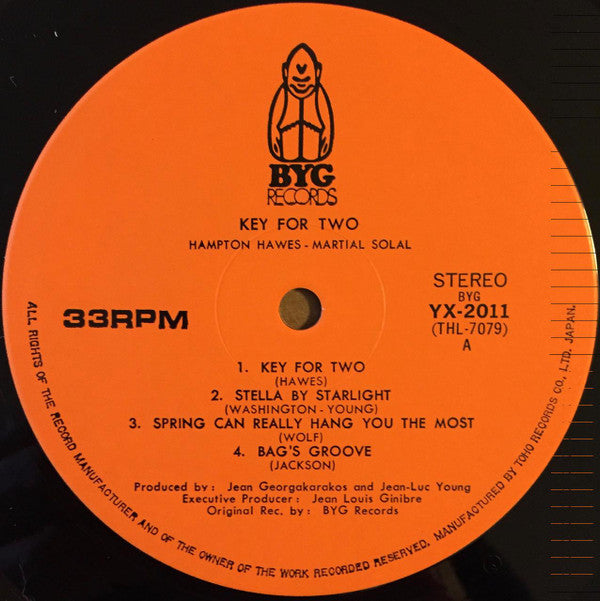 BYG
RECORDS
KEY FOR TWO
HAMPTON HAWES - MARTIAL SOLAL
STEREO
BYG
YX-2011
(THL-7079)
A
33RPM
1. KEY FOR TWO
(HAWES)
2. STELLA BY STARLIGHT
(WASHINGTON - YOUNG)
3. SPRING CAN REALLY HANG YOU THE MOST
(WOLF)
4. BAG'S GROOVE
(JACKSON)
Produced by : Jean Georgakarakos and Jean-Luc Young
Executive Producer : Jean Louis Ginibre
Original Rec. by : BYG Records
ALL RIGHTS OF THE RECORD MANUFACTURER AND OF THE OWNER OF THE WORK RECORDED RESERVED. MANUFACTURED BY TOHO RECORDS CO., LTD, JAPAN.